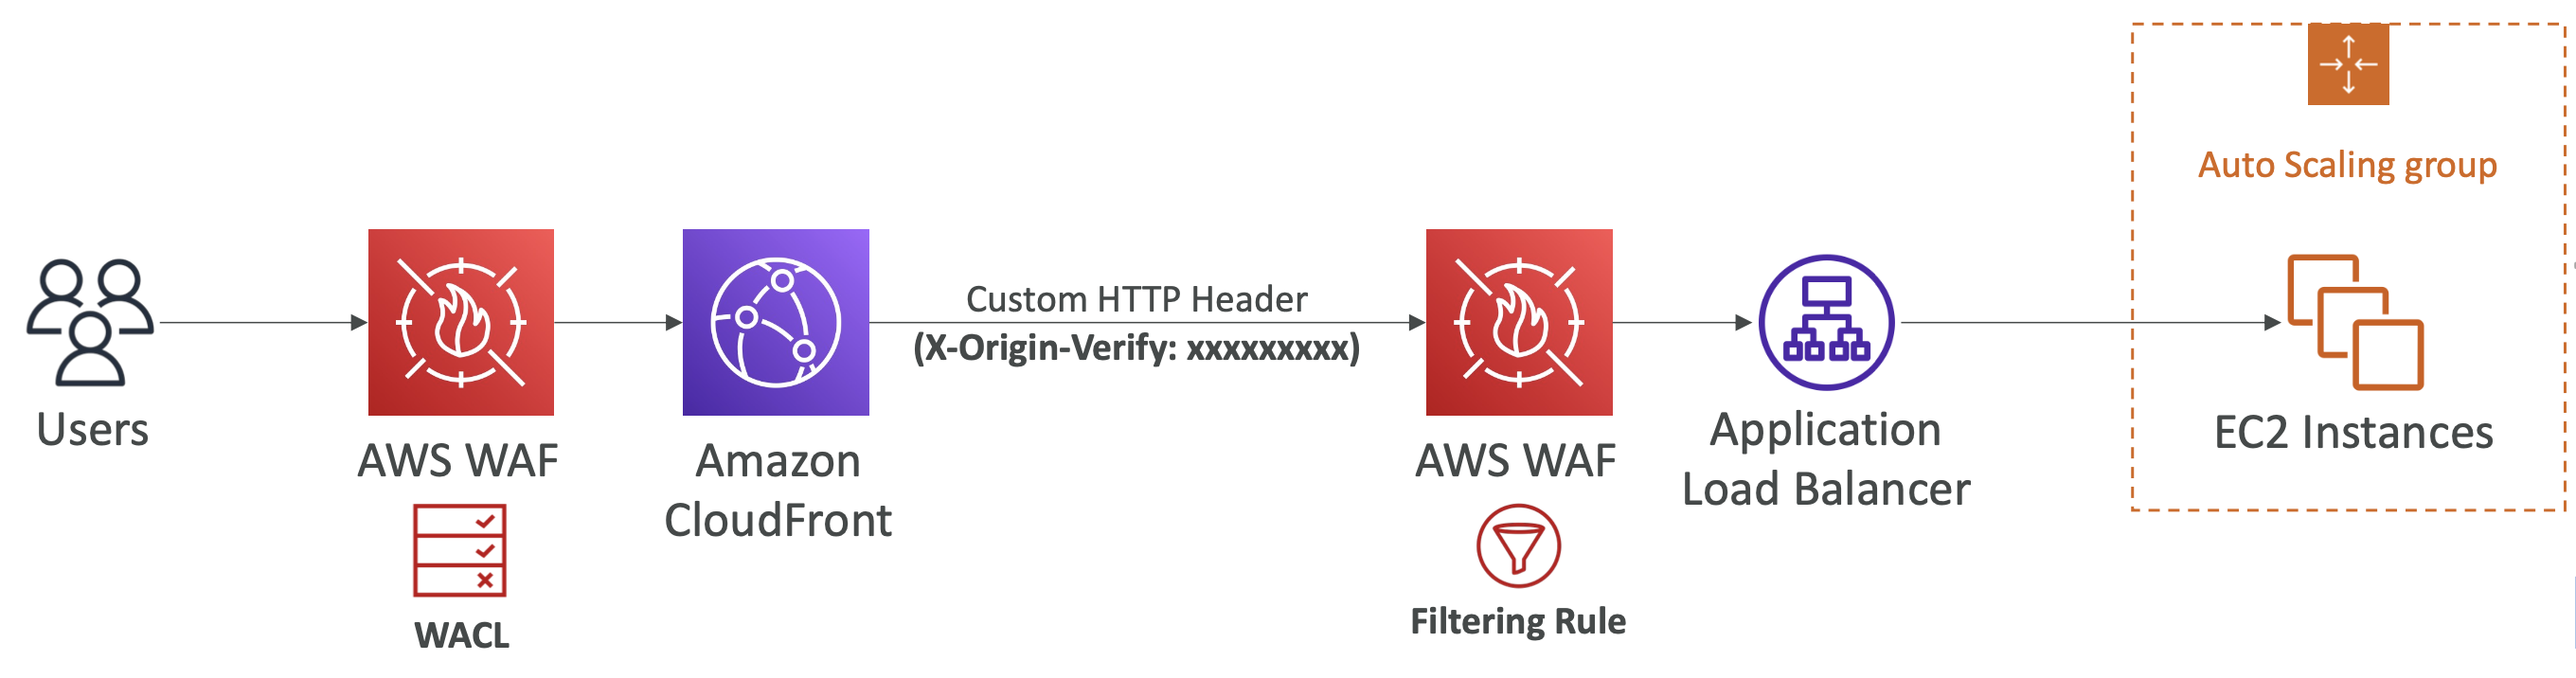 Users
AWS WAF
WACL
Amazon
CloudFront
Custom HTTP Header
(X-Origin-Verify: xxxxxxxxx)
AWS WAF
Filtering Rule
Application
Load Balancer
Auto Scaling group
EC2 Instances